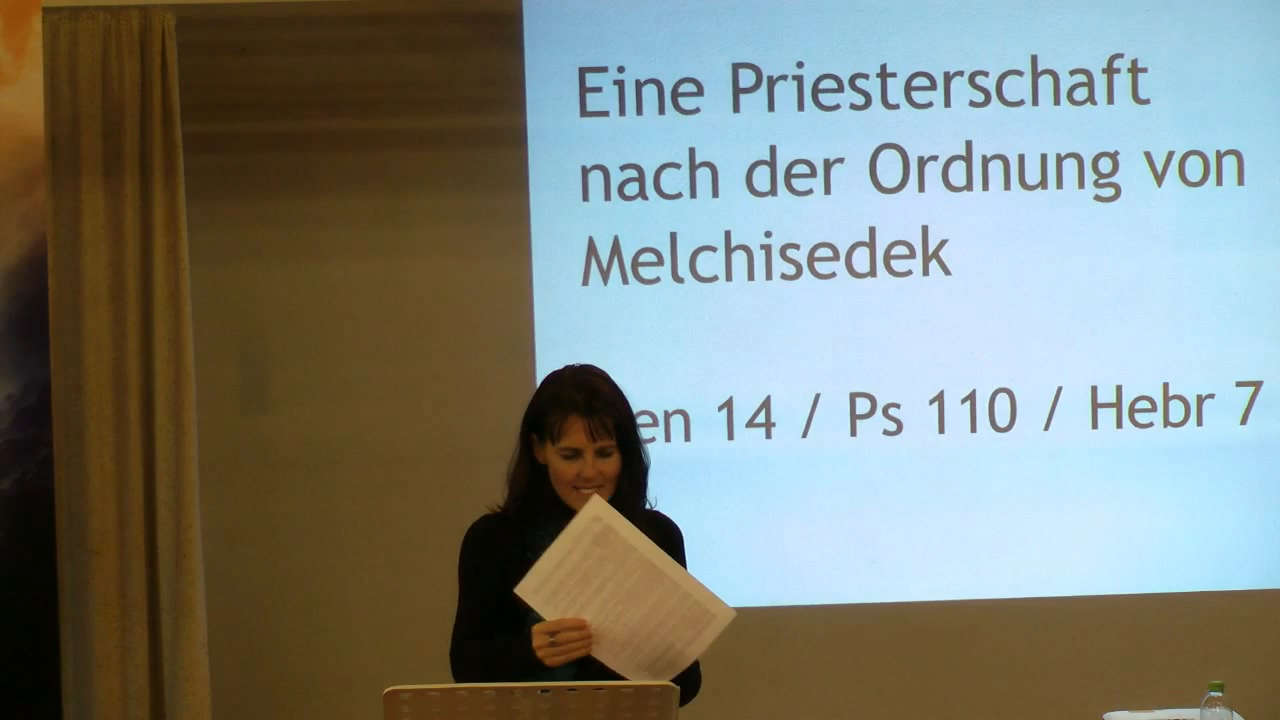 Eine Priesterschaft
nach der Ordnung von
Melchisedek
en 14 / Ps 110 / Hebr 7